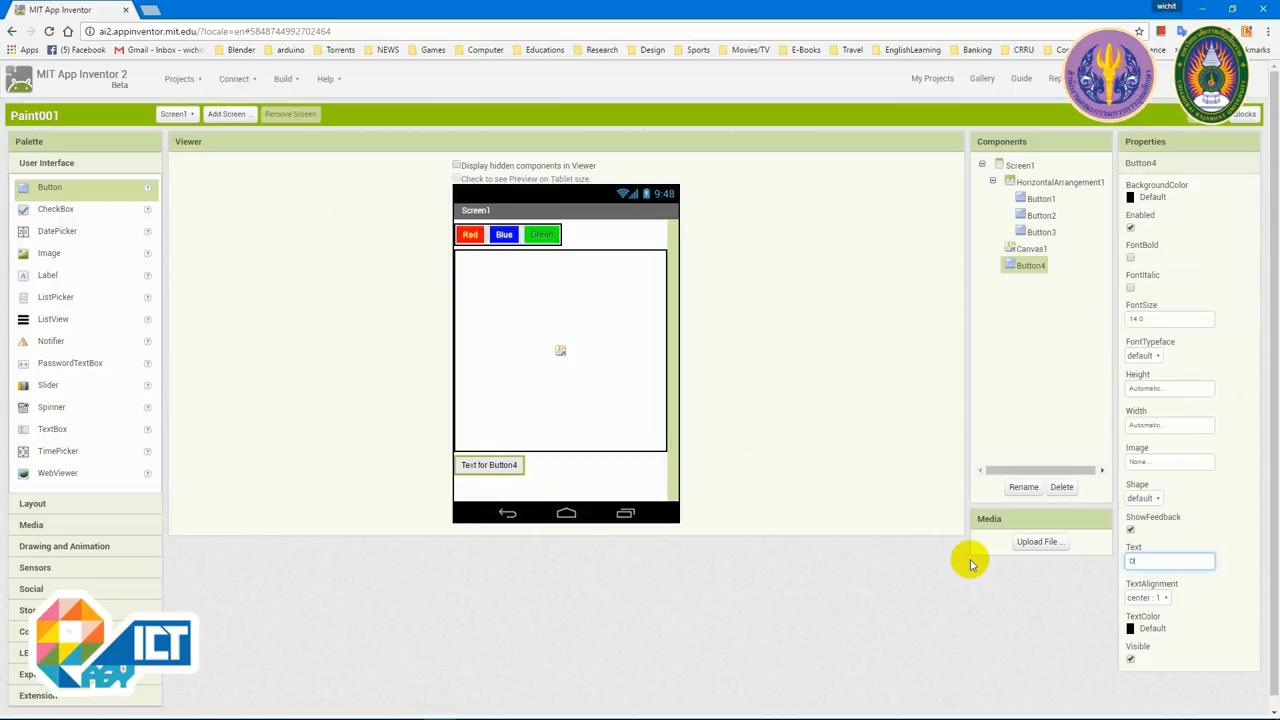 wichit
MIT App Inventor 2
ai2.appinventor.mit.edu/?locale=en#5848744992702464
Apps
(5) Facebook
Gmail - Inbox - wichit
Blender
arduino
Torrents
NEWS
Games
Computer
Educations
Research
Design
Sports
Movies/TV
E-Books
Travel
EnglishLearning
Banking
CRRU
MIT App Inventor 2
Beta
Projects
Connect
Build
Help
My Projects
Gallery
Guide
Paint001
Screen1
Add Screen ...
Remove Screen
Blocks
Palette
Viewer
Components
Properties
User Interface
Button
CheckBox
DatePicker
Image
Label
ListPicker
ListView
Notifier
PasswordTextBox
Slider
Spinner
TextBox
TimePicker
WebViewer
Layout
Media
Drawing and Animation
Sensors
Social
Extension
ICT
Display hidden components in Viewer
Check to see Preview on Tablet size.
9:48
Screen1
Red
Blue
Green
Text for Button4
Screen1
HorizontalArrangement1
Button1
Button2
Button3
Canvas1
Button4
Rename
Delete
Media
Upload File ...
Button4
BackgroundColor
Default
Enabled
FontBold
FontItalic
FontSize
14.0
FontTypeface
default
Height
Automatic...
Width
Automatic...
Image
None...
Shape
default
ShowFeedback
Text
TextAlignment
center : 1
TextColor
Default
Visible